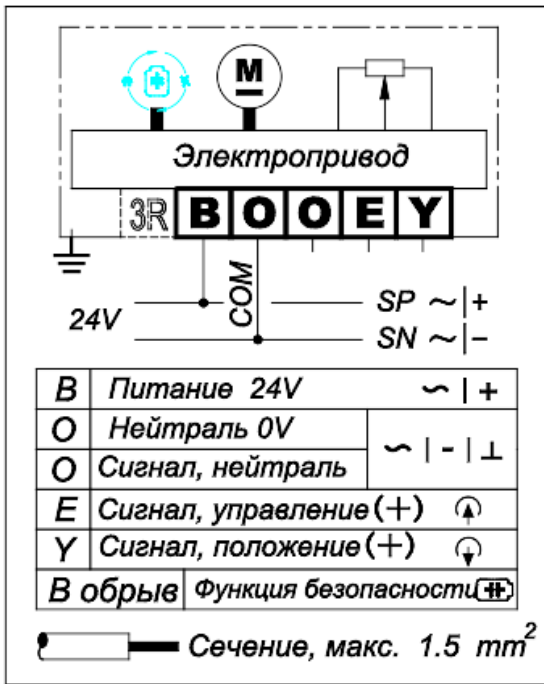 M
Электропривод
3R B O O E Y
COM
24V
SP ~|+
SN ~|−
B Питание 24V ∽ | +
O Нейтраль 0V
∽ | - | ⊥
O Сигнал, нейтраль
E Сигнал, управление(+)
Y Сигнал, положение(+)
В обрыв Функция безопасности
Сечение, макс. 1.5 mm²